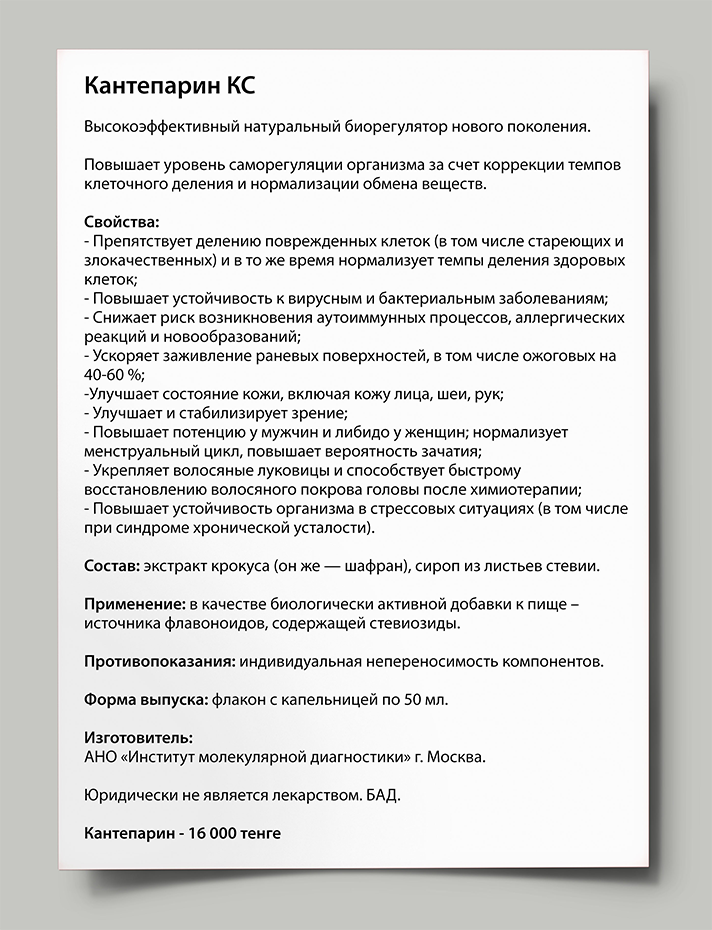 Кантепарин КС
Высокоэффективный натуральный биорегулятор нового поколения.
Повышает уровень саморегуляции организма за счет коррекции темпов
клеточного деления и нормализации обмена веществ.
Свойства:
- Препятствует делению поврежденных клеток (в том числе стареющих и
злокачественных) и в то же время нормализует темпы деления здоровых
клеток;
- Повышает устойчивость к вирусным и бактериальным заболеваниям;
- Снижает риск возникновения аутоиммунных процессов, аллергических
реакций и новообразований;
- Ускоряет заживление раневых поверхностей, в том числе ожоговых на
40-60 %;
-Улучшает состояние кожи, включая кожу лица, шеи, рук;
- Улучшает и стабилизирует зрение;
- Повышает потенцию у мужчин и либидо у женщин; нормализует
менструальный цикл, повышает вероятность зачатия;
- Укрепляет волосяные луковицы и способствует быстрому
восстановлению волосяного покрова головы после химиотерапии;
- Повышает устойчивость организма в стрессовых ситуациях (в том числе
при синдроме хронической усталости).
Состав: экстракт крокуса (он же — шафран), сироп из листьев стевии.
Применение: в качестве биологически активной добавки к пище –
источника флавоноидов, содержащей стевиозиды.
Противопоказания: индивидуальная непереносимость компонентов.
Форма выпуска: флакон с капельницей по 50 мл.
Изготовитель:
АНО «Институт молекулярной диагностики» г. Москва.
Юридически не является лекарством. БАД.
Кантепарин - 16 000 тенге